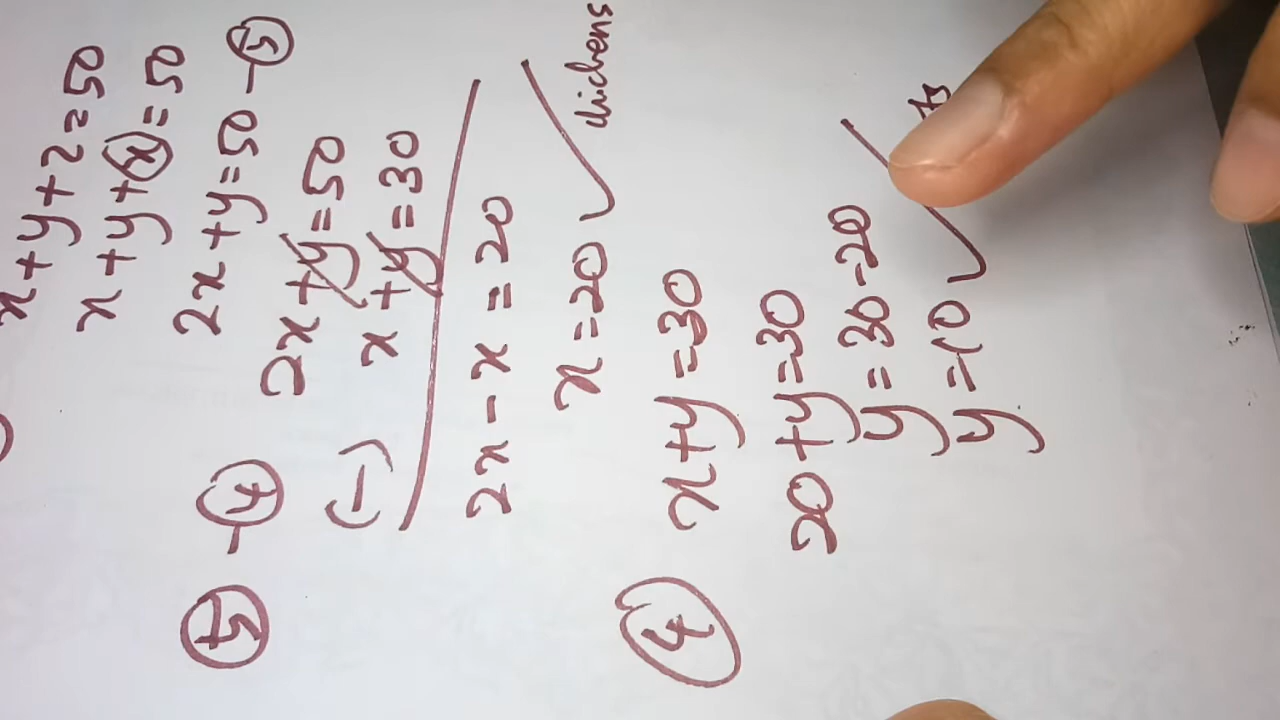 x+y+z=50
x+y+x=50
2x+y=50-⑤
⑤-④ 2x+y=50
(-) x+y=30
2x-x=20
x=20 chickens
④ x+y=30
20+y=30
y=30-20
y=10